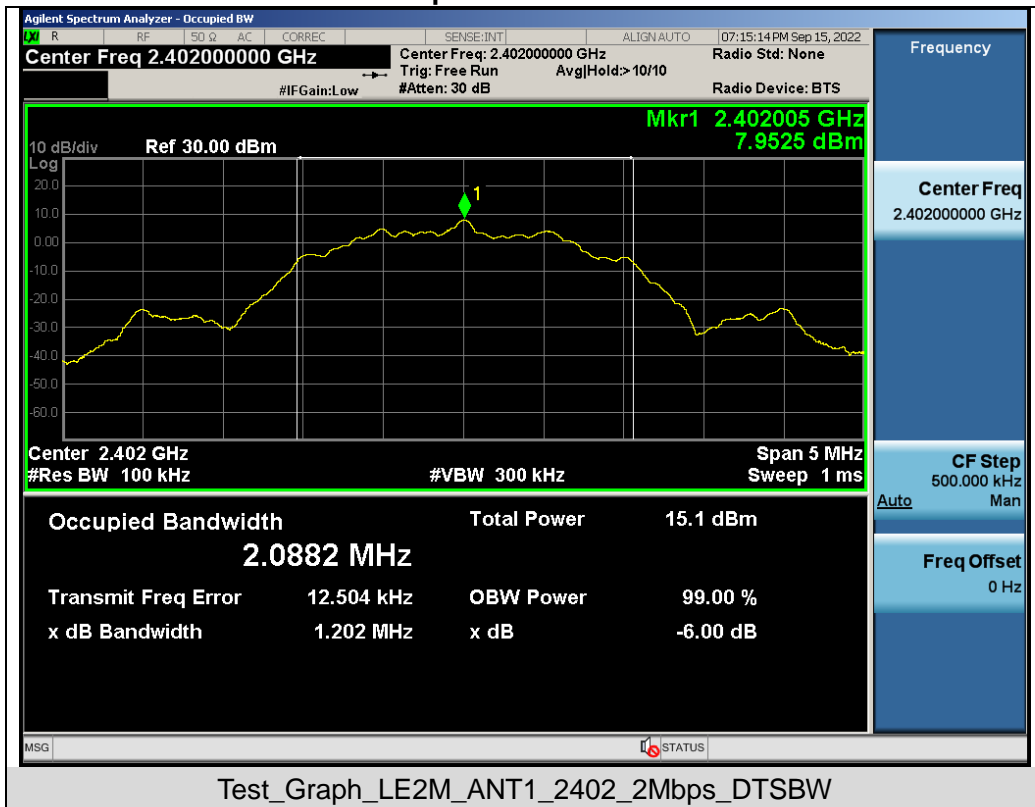 Agilent Spectrum Analyzer - Occupied BW
LXI R RF 50 Ω AC CORREC SENSE:INT ALIGN AUTO 07:15:14 PM Sep 15, 2022
Center Freq 2.402000000 GHz
Center Freq: 2.402000000 GHz
Radio Std: None
Trig: Free Run Avg|Hold:> 10/10
#IFGain:Low
#Atten: 30 dB
Radio Device: BTS
Mkr1 2.402005 GHz
7.9525 dBm
10 dB/div Ref 30.00 dBm
Log
20.0
10.0
0.00
-10.0
-20.0
-30.0
-40.0
-50.0
-60.0
1
Center 2.402 GHz
Span 5 MHz
#Res BW 100 kHz
#VBW 300 kHz
Sweep 1 ms
Occupied Bandwidth
2.0882 MHz
Total Power 15.1 dBm
Transmit Freq Error 12.504 kHz
OBW Power 99.00 %
x dB Bandwidth 1.202 MHz
x dB -6.00 dB
MSG
STATUS
Frequency
Center Freq
2.402000000 GHz
CF Step
500.000 kHz
Auto Man
Freq Offset
0 Hz
Test_Graph_LE2M_ANT1_2402_2Mbps_DTSBW